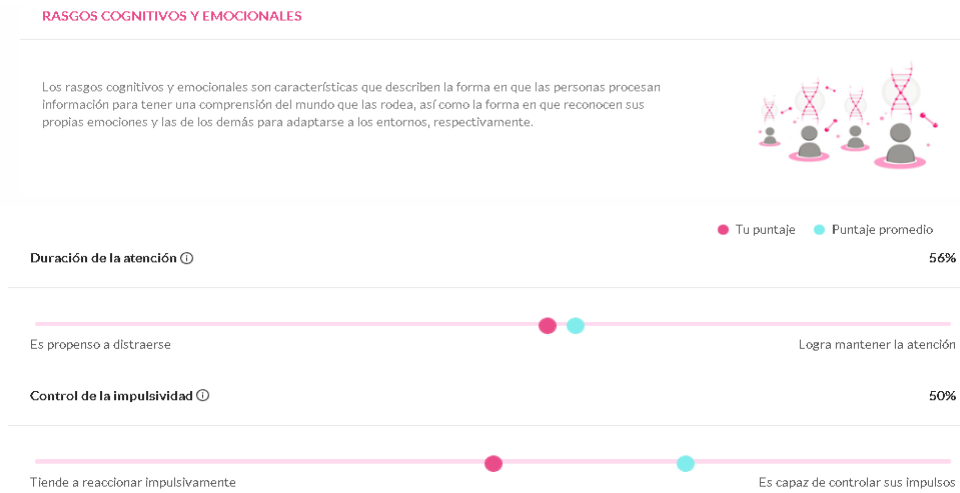 RASGOS COGNITIVOS Y EMOCIONALES
Los rasgos cognitivos y emocionales son características que describen la forma en que las personas procesan
información para tener una comprensión del mundo que las rodea, así como la forma en que reconocen sus
propias emociones y las de los demás para adaptarse a los entornos, respectivamente.
Tu puntaje Puntaje promedio
Duración de la atención 56%
Es propenso a distraerse Logra mantener la atención
Control de la impulsividad 50%
Tiende a reaccionar impulsivamente Es capaz de controlar sus impulsos